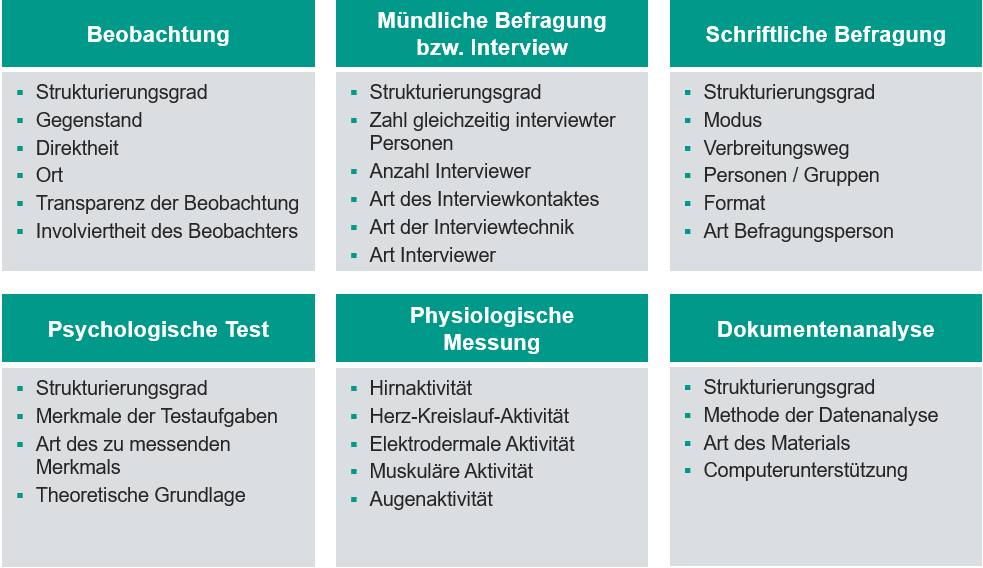 Beobachtung
▪ Strukturierungsgrad
▪ Gegenstand
▪ Direktheit
▪ Ort
▪ Transparenz der Beobachtung
▪ Involviertheit des Beobachters
Mündliche Befragung
bzw. Interview
▪ Strukturierungsgrad
▪ Zahl gleichzeitig interviewter
Personen
▪ Anzahl Interviewer
▪ Art des Interviewkontaktes
▪ Art der Interviewtechnik
▪ Art Interviewer
Schriftliche Befragung
▪ Strukturierungsgrad
▪ Modus
▪ Verbreitungsweg
▪ Personen / Gruppen
▪ Format
▪ Art Befragungsperson
Psychologische Test
▪ Strukturierungsgrad
▪ Merkmale der Testaufgaben
▪ Art des zu messenden
Merkmals
▪ Theoretische Grundlage
Physiologische
Messung
▪ Hirnaktivität
▪ Herz-Kreislauf-Aktivität
▪ Elektrodermale Aktivität
▪ Muskuläre Aktivität
▪ Augenaktivität
Dokumentenanalyse
▪ Strukturierungsgrad
▪ Methode der Datenanalyse
▪ Art des Materials
▪ Computerunterstützung